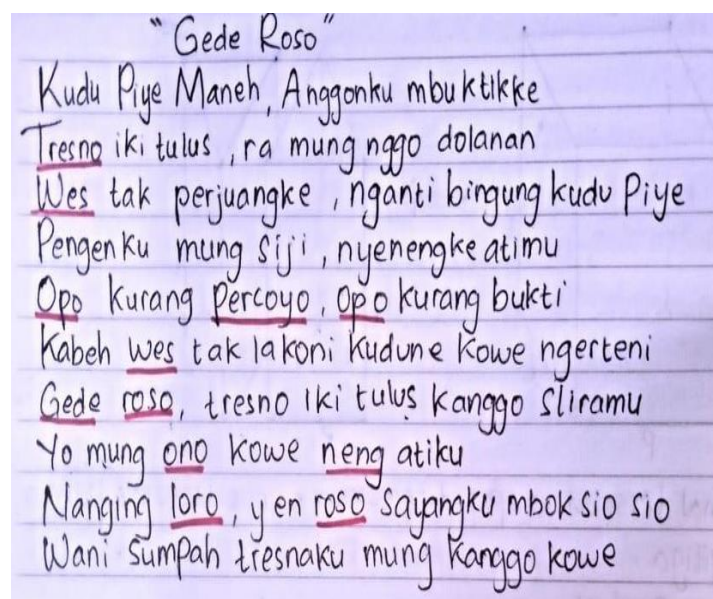 "Gede Roso"
Kudu Piye Maneh, Anggonku mbuktikke
Tresno iki tulus, ra mung nggo dolanan
Wes tak perjuangke, nganti bingung kudu Piye
Pengenku mung siji, nyenengke atimu
Opo kurang percoyo, opo kurang bukti
Kabeh wes tak lakoni kudune kowe ngerteni
Gede roso, tresno iki tulus kanggo sliramu
Yo mung ono kowe neng atiku
Nanging loro, yen roso sayangku mbok sio sio
Wani sumpah tresnaku mung kanggo kowe